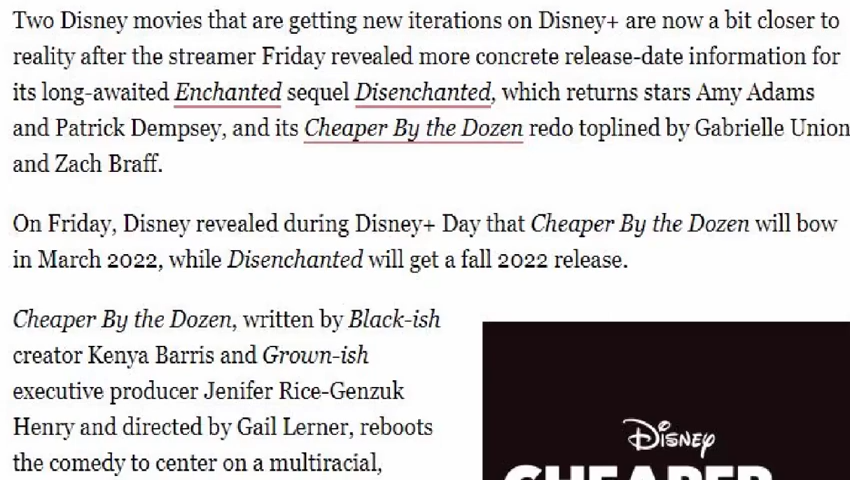 Two Disney movies that are getting new iterations on Disney+ are now a bit closer to
reality after the streamer Friday revealed more concrete release-date information for
its long-awaited Enchanted sequel Disenchanted, which returns stars Amy Adams
and Patrick Dempsey, and its Cheaper By the Dozen redo toplined by Gabrielle Union
and Zach Braff.
On Friday, Disney revealed during Disney+ Day that Cheaper By the Dozen will bow
in March 2022, while Disenchanted will get a fall 2022 release.
Cheaper By the Dozen, written by Black-ish
creator Kenya Barris and Grown-ish
executive producer Jenifer Rice-Genzuk
Henry and directed by Gail Lerner, reboots
the comedy to center on a multiracial,
Disney
CHEAPER